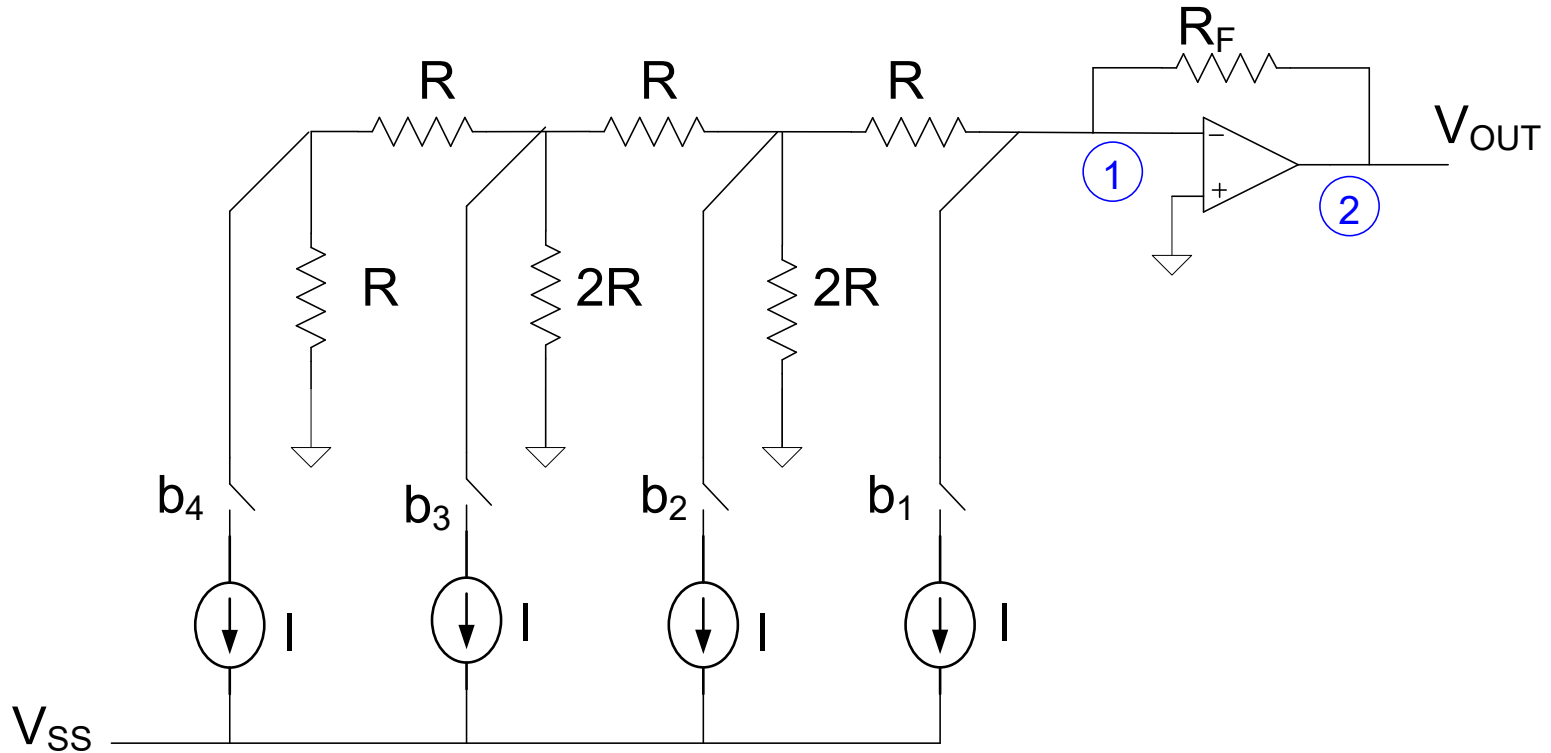 R_F
R R R
V_OUT
− 
+
1
2
R 2R 2R
b_4 b_3 b_2 b_1
I I I I
V_SS